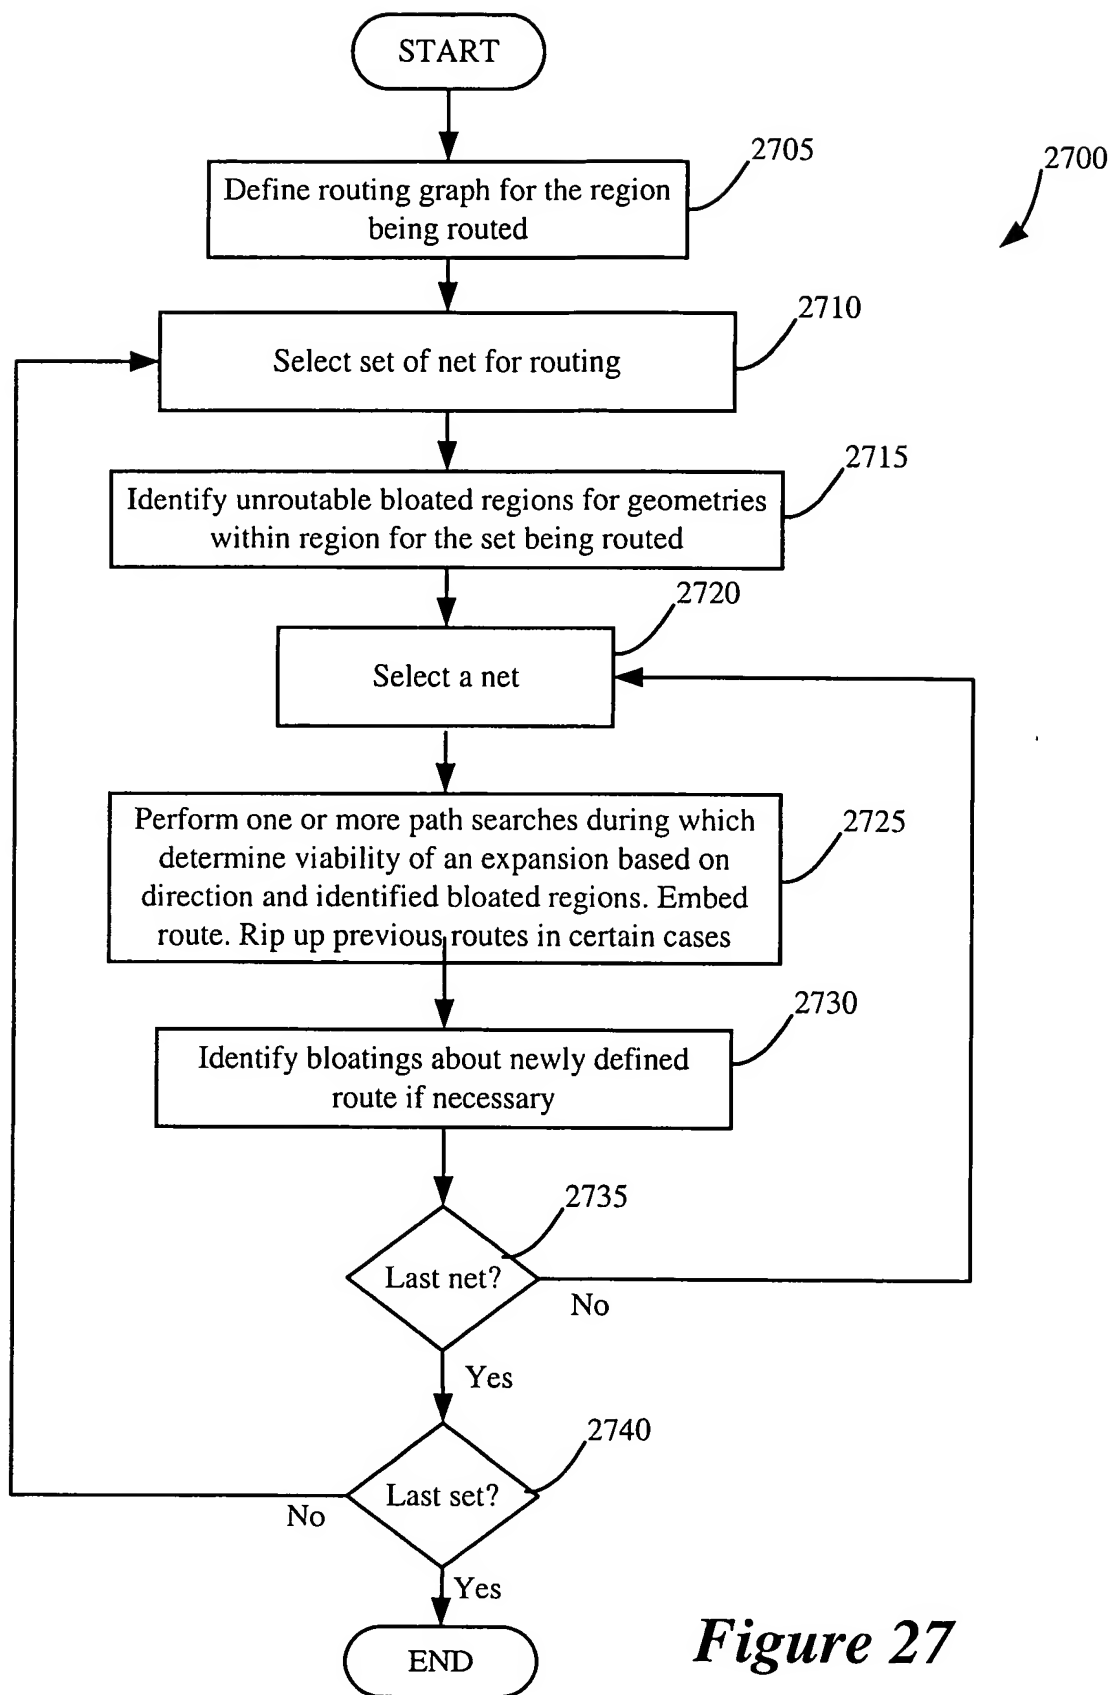 START
2705
2700
Define routing graph for the region
being routed
2710
Select set of net for routing
2715
Identify unroutable bloated regions for geometries
within region for the set being routed
2720
Select a net
Perform one or more path searches during which
determine viability of an expansion based on
direction and identified bloated regions. Embed
route. Rip up previous routes in certain cases
2725
2730
Identify bloatings about newly defined
route if necessary
2735
Last net?
No
Yes
2740
Last set?
No
Yes
END
Figure 27